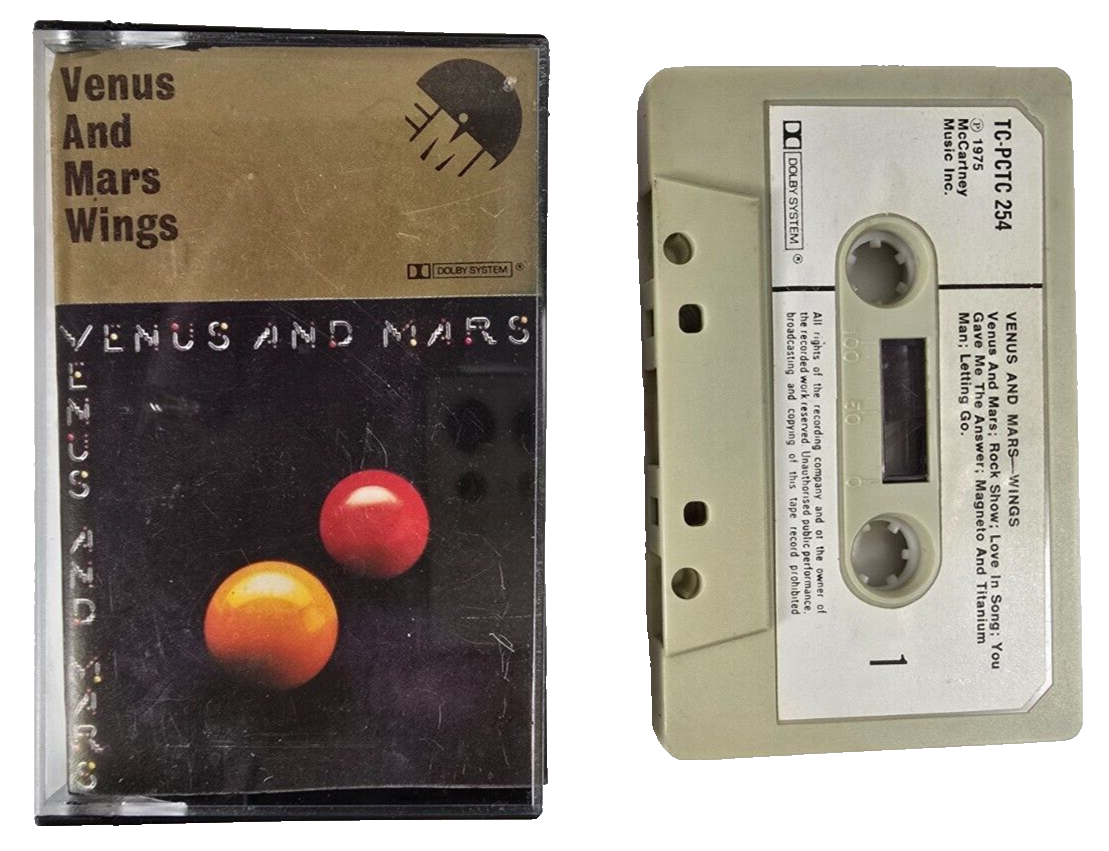 Venus
And
Mars
Wings
EMI
DOLBY SYSTEM ®
VENUS AND MARS
VENUS AND MARS
TC-PCTC 254
Ⓟ 1975
McCartney
Music Inc.
DOLBY SYSTEM ®
VENUS AND MARS—WINGS
Venus And Mars; Rock Show; Love In Song; You
Gave Me The Answer; Magneto And Titanium
Man; Letting Go.
1
All rights of the recording company and of the owner of
the recorded work reserved. Unauthorised public performance,
broadcasting and copying of this tape record prohibited
100 50 0